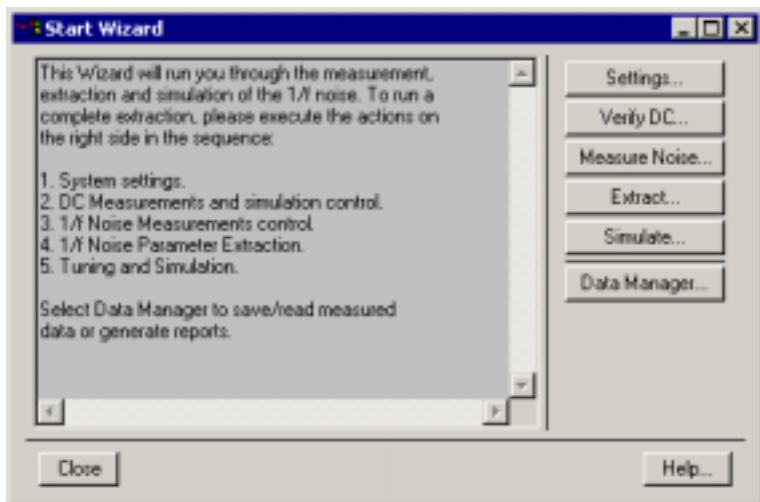 Start Wizard
This Wizard will run you through the measurement,
extraction and simulation of the 1/f noise. To run a
complete extraction, please execute the actions on
the right side in the sequence:
1. System settings.
2. DC Measurements and simulation control.
3. 1/f Noise Measurements control.
4. 1/f Noise Parameter Extraction.
5. Tuning and Simulation.
Select Data Manager to save/read measured
data or generate reports.
Settings...
Verify DC...
Measure Noise...
Extract...
Simulate...
Data Manager...
Close
Help...